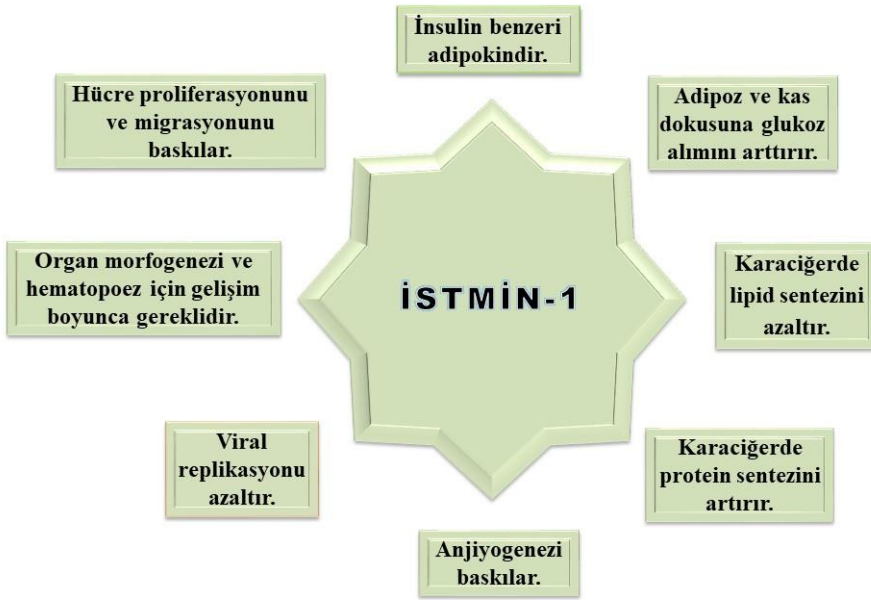 İnsulin benzeri
adipokindir.
Hücre proliferasyonunu
ve migrasyonunu
baskılar.
Adipoz ve kas
dokusuna glukoz
alımını arttırır.
Organ morfogenezi ve
hematopoez için gelişim
boyunca gereklidir.
İSTMİN-1
Karaciğerde
lipid sentezini
azaltır.
Viral
replikasyonu
azaltır.
Karaciğerde
protein sentezini
artırır.
Anjiyogenezi
baskılar.